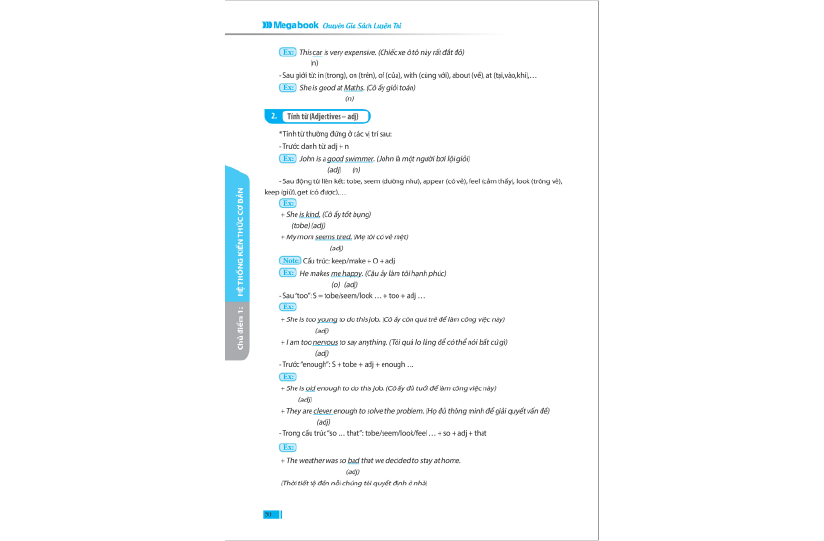 Megabook Chuyên Gia Sách Luyện Thi
Ex: This car is very expensive. (Chiếc xe ô tô này rất đắt đỏ)
(n)
- Sau giới từ: in (trong), on (trên), of (của), with (cùng với), about (về), at (tại,vào,khi),…
Ex: She is good at Maths. (Cô ấy giỏi toán)
(n)
2. Tính từ (Adjectives – adj)
*Tính từ thường đứng ở các vị trí sau:
- Trước danh từ: adj + n
Ex: John is a good swimmer. (John là một người bơi lội giỏi)
(adj) (n)
- Sau động từ liên kết: tobe, seem (dường như), appear (có vẻ), feel (cảm thấy), look (trông vẻ),
keep (giữ), get (có được),…
Ex:
+ She is kind. (Cô ấy tốt bụng)
(tobe) (adj)
+ My mom seems tired. (Mẹ tôi có vẻ mệt)
(adj)
Note: Cấu trúc: keep/make + O + adj
Ex: He makes me happy. (Cậu ấy làm tôi hạnh phúc)
(o) (adj)
- Sau “too”: S = tobe/seem/look … + too + adj …
Ex:
+ She is too young to do this job. (Cô ấy còn quá trẻ để làm công việc này)
(adj)
+ I am too nervous to say anything. (Tôi quá lo lắng để có thể nói bất cứ gì)
(adj)
- Trước “enough”: S + tobe + adj + enough …
Ex:
+ She is old enough to do this job. (Cô ấy đủ tuổi để làm công việc này)
(adj)
+ They are clever enough to solve the problem. (Họ đủ thông minh để giải quyết vấn đề)
(adj)
- Trong cấu trúc “so … that”: tobe/seem/look/feel … + so + adj + that
Ex:
+ The weather was so bad that we decided to stay at home.
(adj)
(Thời tiết tệ đến nỗi chúng tôi quyết định ở nhà)
Chủ điểm 1: HỆ THỐNG KIẾN THỨC CƠ BẢN